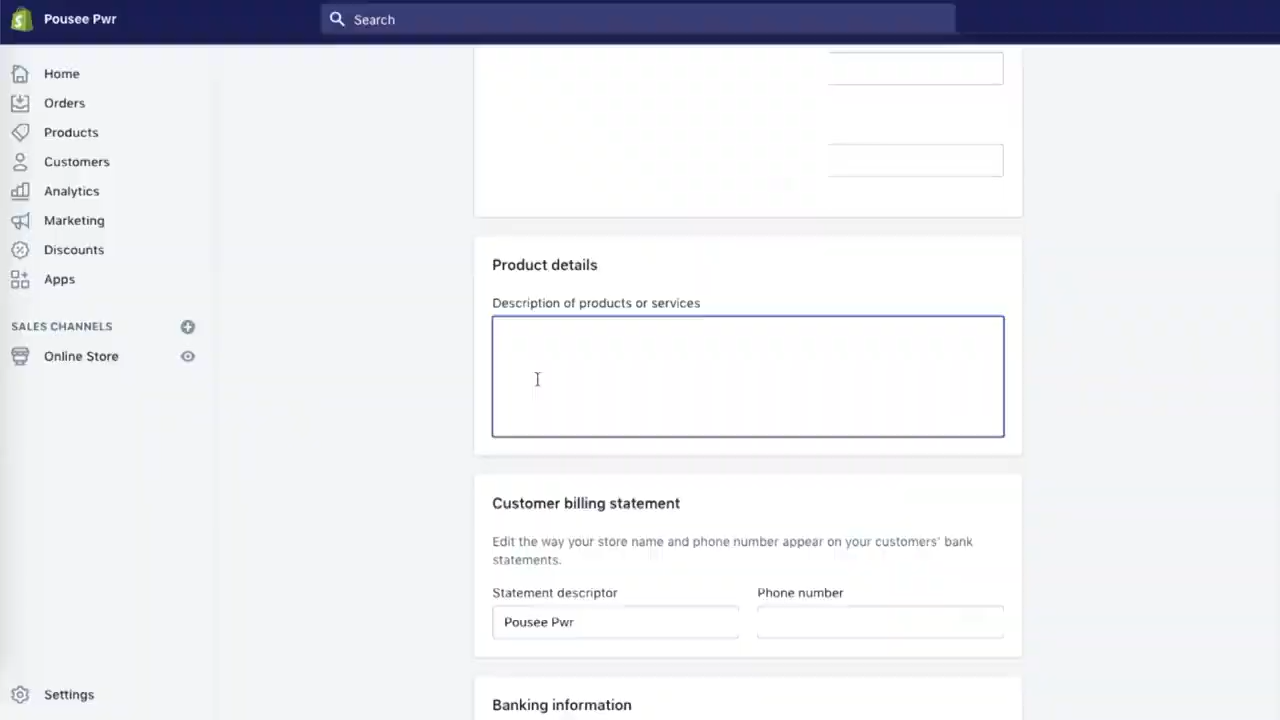 Pousee Pwr
Search
Home
Orders
Products
Customers
Analytics
Marketing
Discounts
Apps
SALES CHANNELS
Online Store
Settings
Product details
Description of products or services
Customer billing statement
Edit the way your store name and phone number appear on your customers' bank
statements.
Statement descriptor
Phone number
Pousee Pwr
Banking information